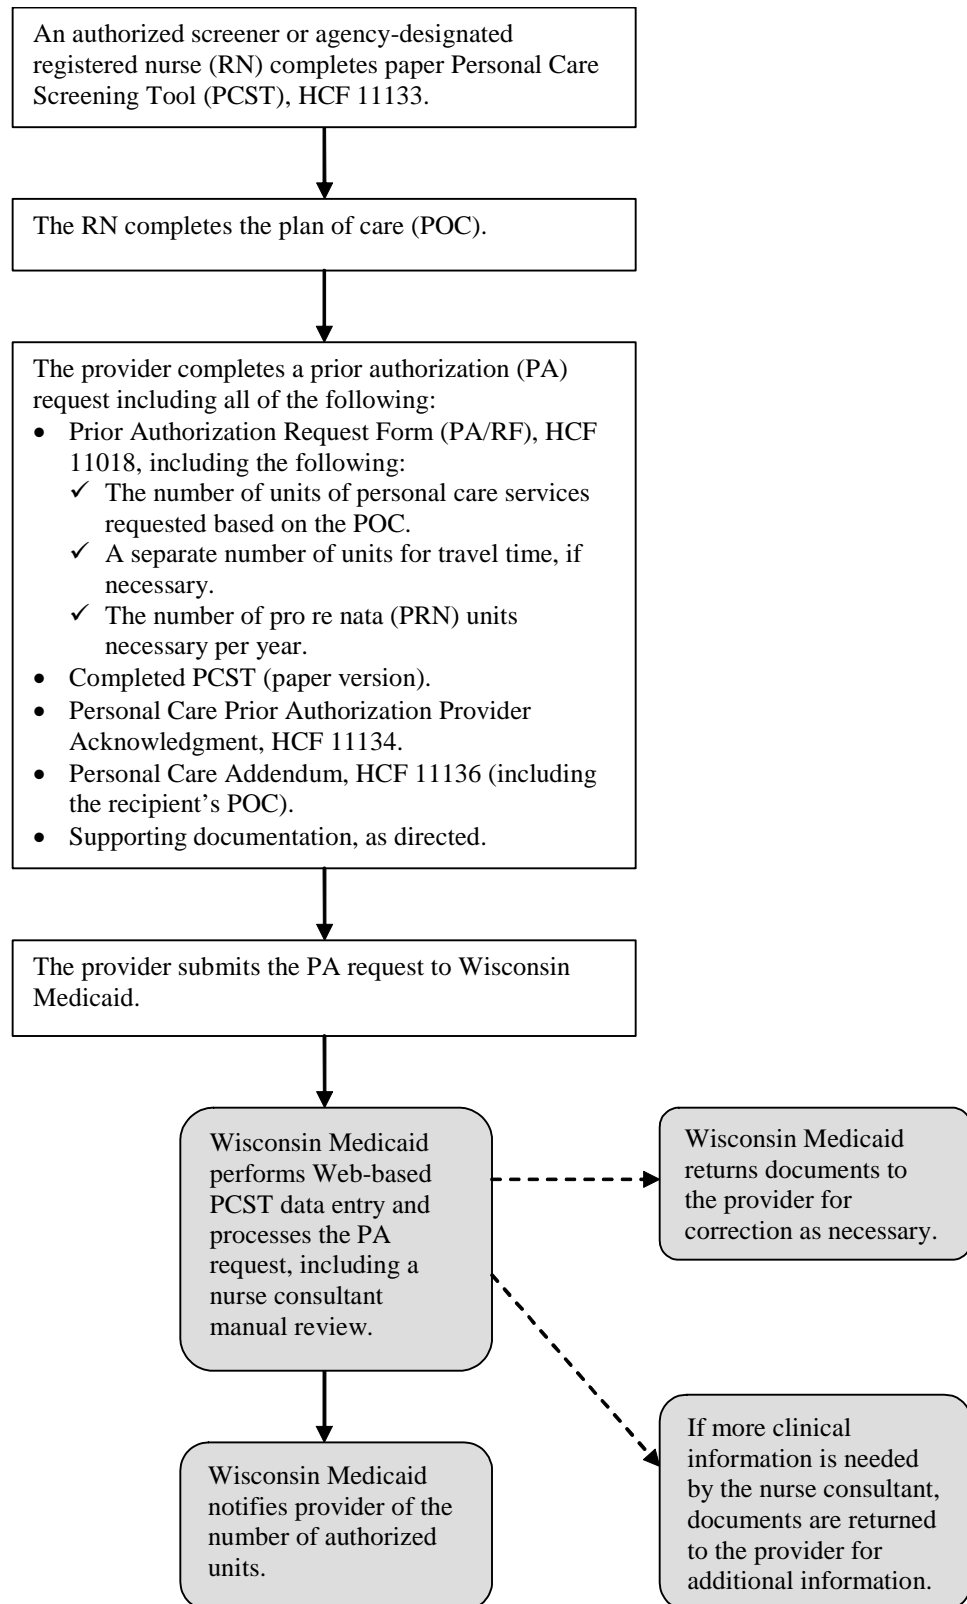 An authorized screener or agency-designated
registered nurse (RN) completes paper Personal Care
Screening Tool (PCST), HCF 11133.
The RN completes the plan of care (POC).
The provider completes a prior authorization (PA)
request including all of the following:
• Prior Authorization Request Form (PA/RF), HCF
11018, including the following:
✓ The number of units of personal care services
requested based on the POC.
✓ A separate number of units for travel time, if
necessary.
✓ The number of pro re nata (PRN) units
necessary per year.
• Completed PCST (paper version).
• Personal Care Prior Authorization Provider
Acknowledgment, HCF 11134.
• Personal Care Addendum, HCF 11136 (including
the recipient's POC).
• Supporting documentation, as directed.
The provider submits the PA request to Wisconsin
Medicaid.
Wisconsin Medicaid
performs Web-based
PCST data entry and
processes the PA
request, including a
nurse consultant
manual review.
Wisconsin Medicaid
returns documents to
the provider for
correction as necessary.
Wisconsin Medicaid
notifies provider of the
number of authorized
units.
If more clinical
information is needed
by the nurse consultant,
documents are returned
to the provider for
additional information.